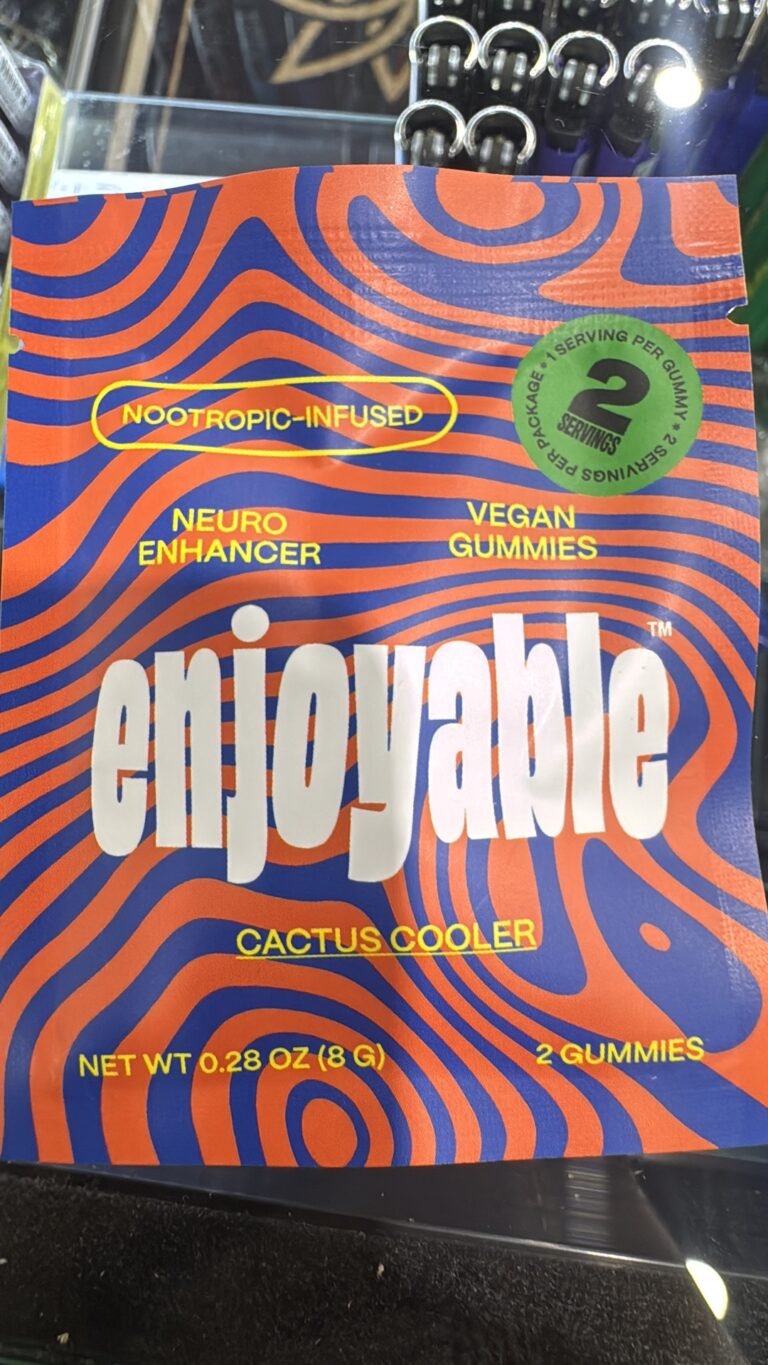 NOOTROPIC-INFUSED
1 SERVING PER GUMMY * 2 SERVINGS PER PACKAGE •
2
SERVINGS
NEURO
ENHANCER
VEGAN
GUMMIES
enjoyable™
CACTUS COOLER
NET WT 0.28 OZ (8 G)
2 GUMMIES